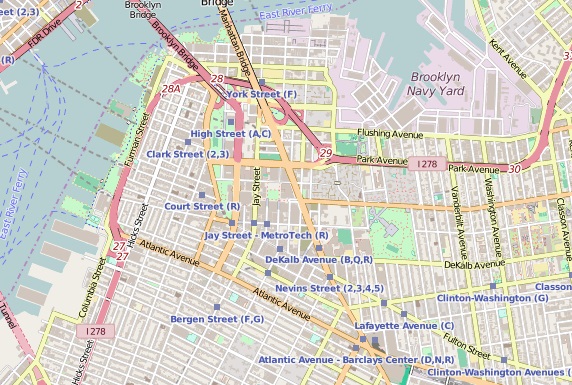 Brooklyn
Bridge
Bridge
eet (2,3)
FDR Drive
2
(R)
East River Ferry
Brooklyn Bridge
Manhattan Bridge
Kent Avenue
28
28A
York Street (F)
Brooklyn
Navy Yard
Furman Street
High Street (A,C)
Flushing Avenue
Clark Street (2,3)
29
Park Avenue
I 278
Park Avenue
30
East River Ferry
Jay Street
Court Street (R)
Hicks Street
Vanderbilt Avenue
Washington Avenue
Classon Avenue
Jay Street - MetroTech (R)
27
27
Atlantic Avenue
DeKalb Avenue (B,Q,R)
DeKalb Avenue
Columbia Street
Nevins Street (2,3,4,5)
Atlantic Avenue
Classon
Clinton-Washington (G)
Tunnel
Bergen Street (F,G)
Lafayette Avenue (C)
I 278
Fulton Street
Hicks Street
Atlantic Avenue - Barclays Center (D,N,R)
Clinton-Washington Avenues (